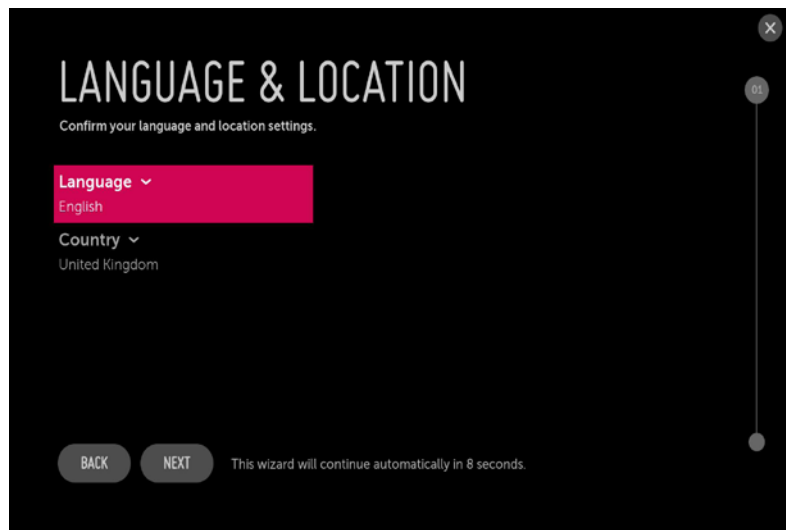 LANGUAGE & LOCATION
01
Confirm your language and location settings.
Language
English
Country
United Kingdom
BACK
NEXT
This wizard will continue automatically in 8 seconds.